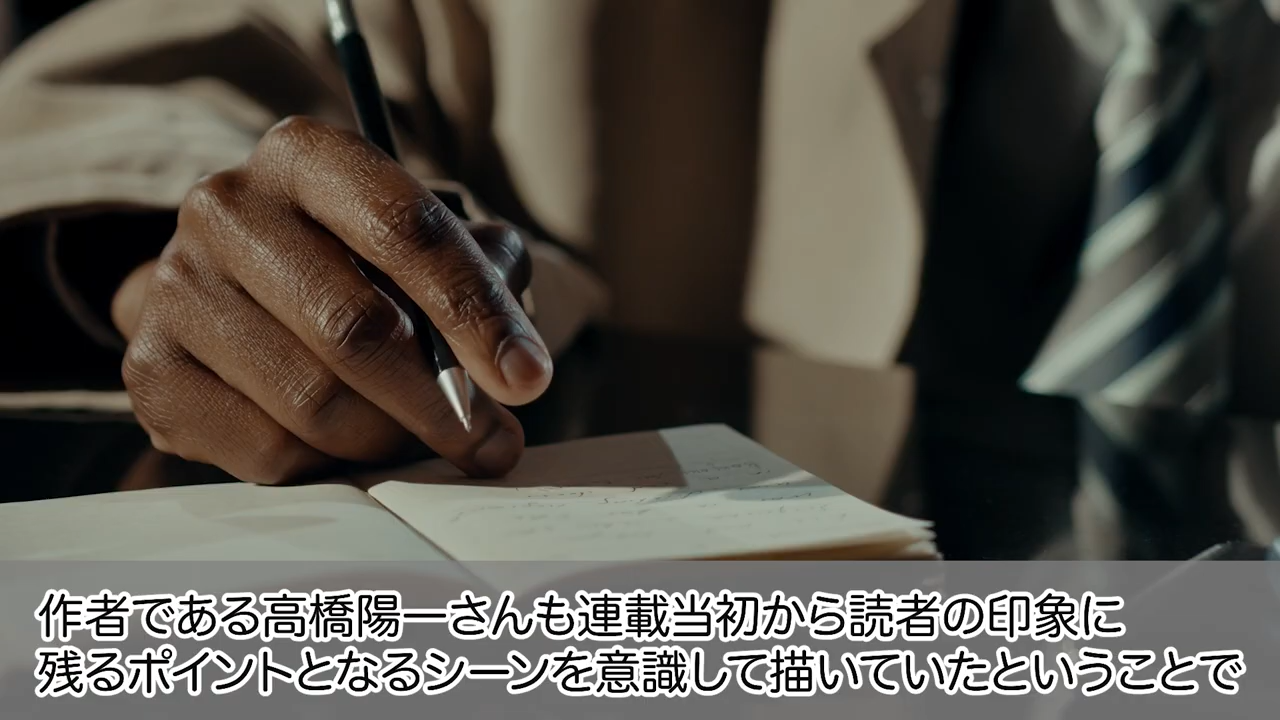 作者である高橋陽一さんも連載当初から読者の印象に
残るポイントとなるシーンを意識して描いていたということで